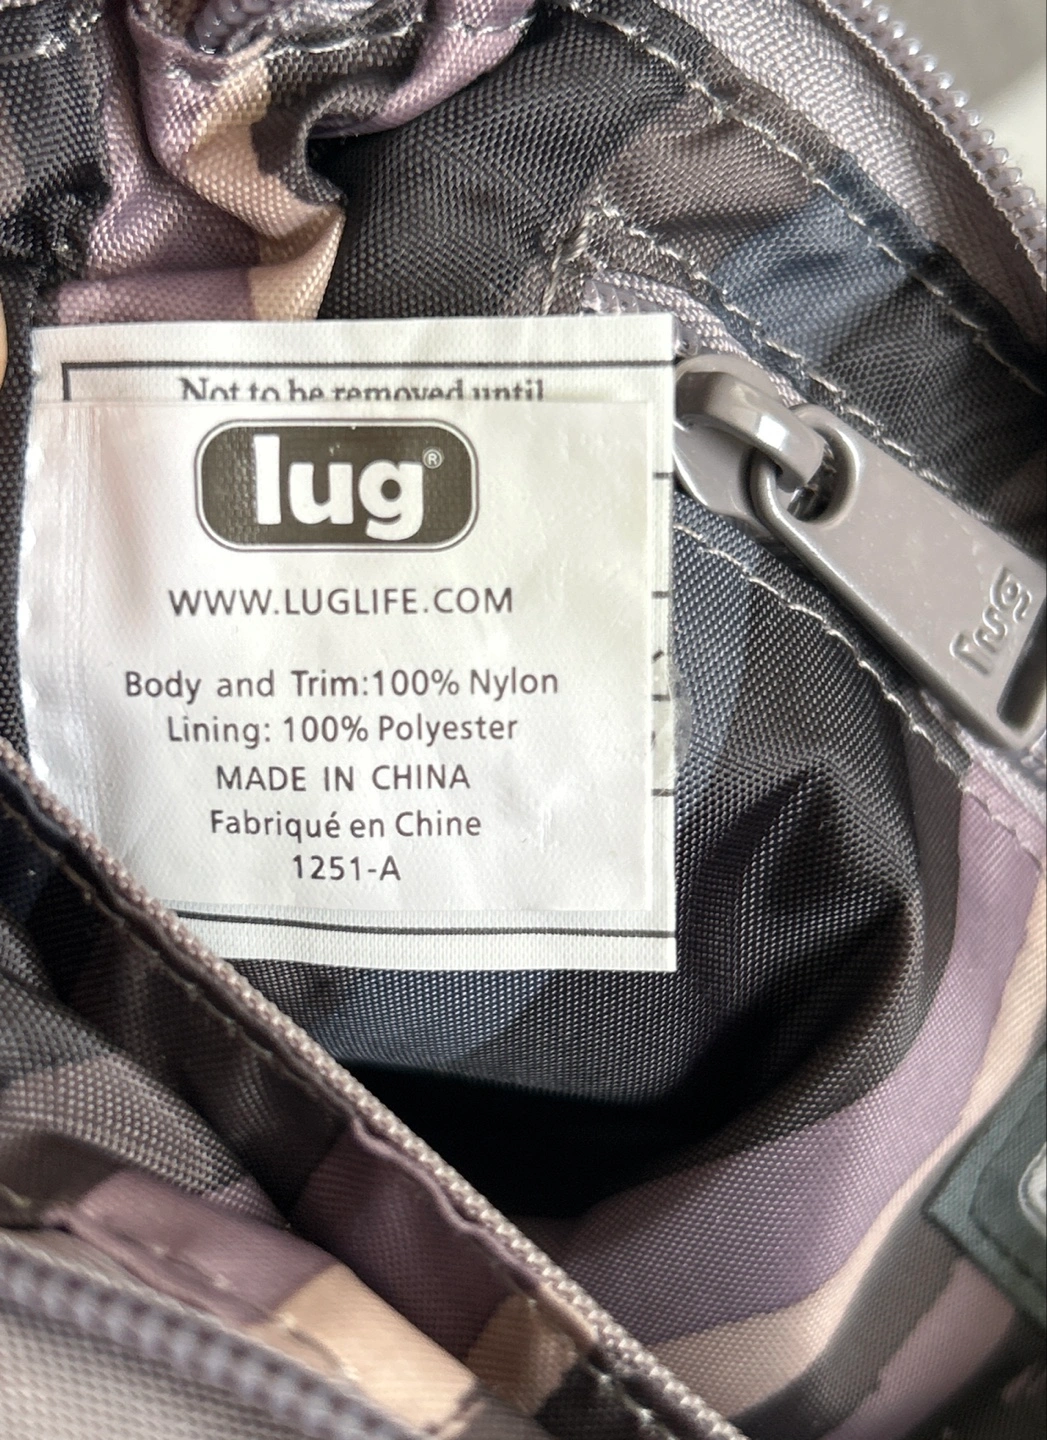 Not to be removed until
lug®
WWW.LUGLIFE.COM
Body and Trim:100% Nylon
Lining: 100% Polyester
MADE IN CHINA
Fabriqué en Chine
1251-A
lug